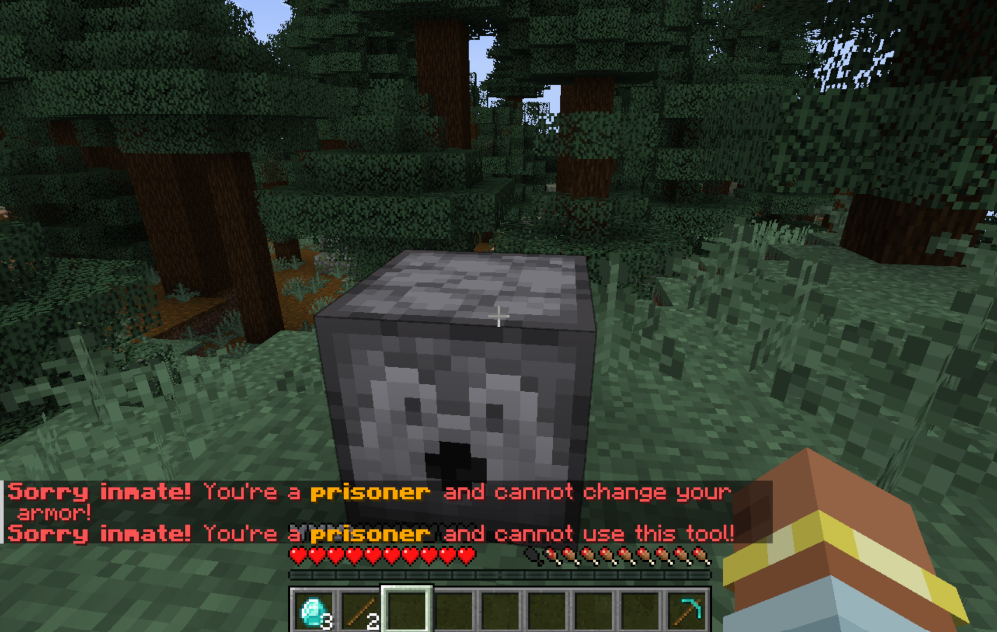 Sorry inmate! You're a prisoner and cannot change your
armor!
Sorry inmate! You're a prisoner and cannot use this tool!
3
2